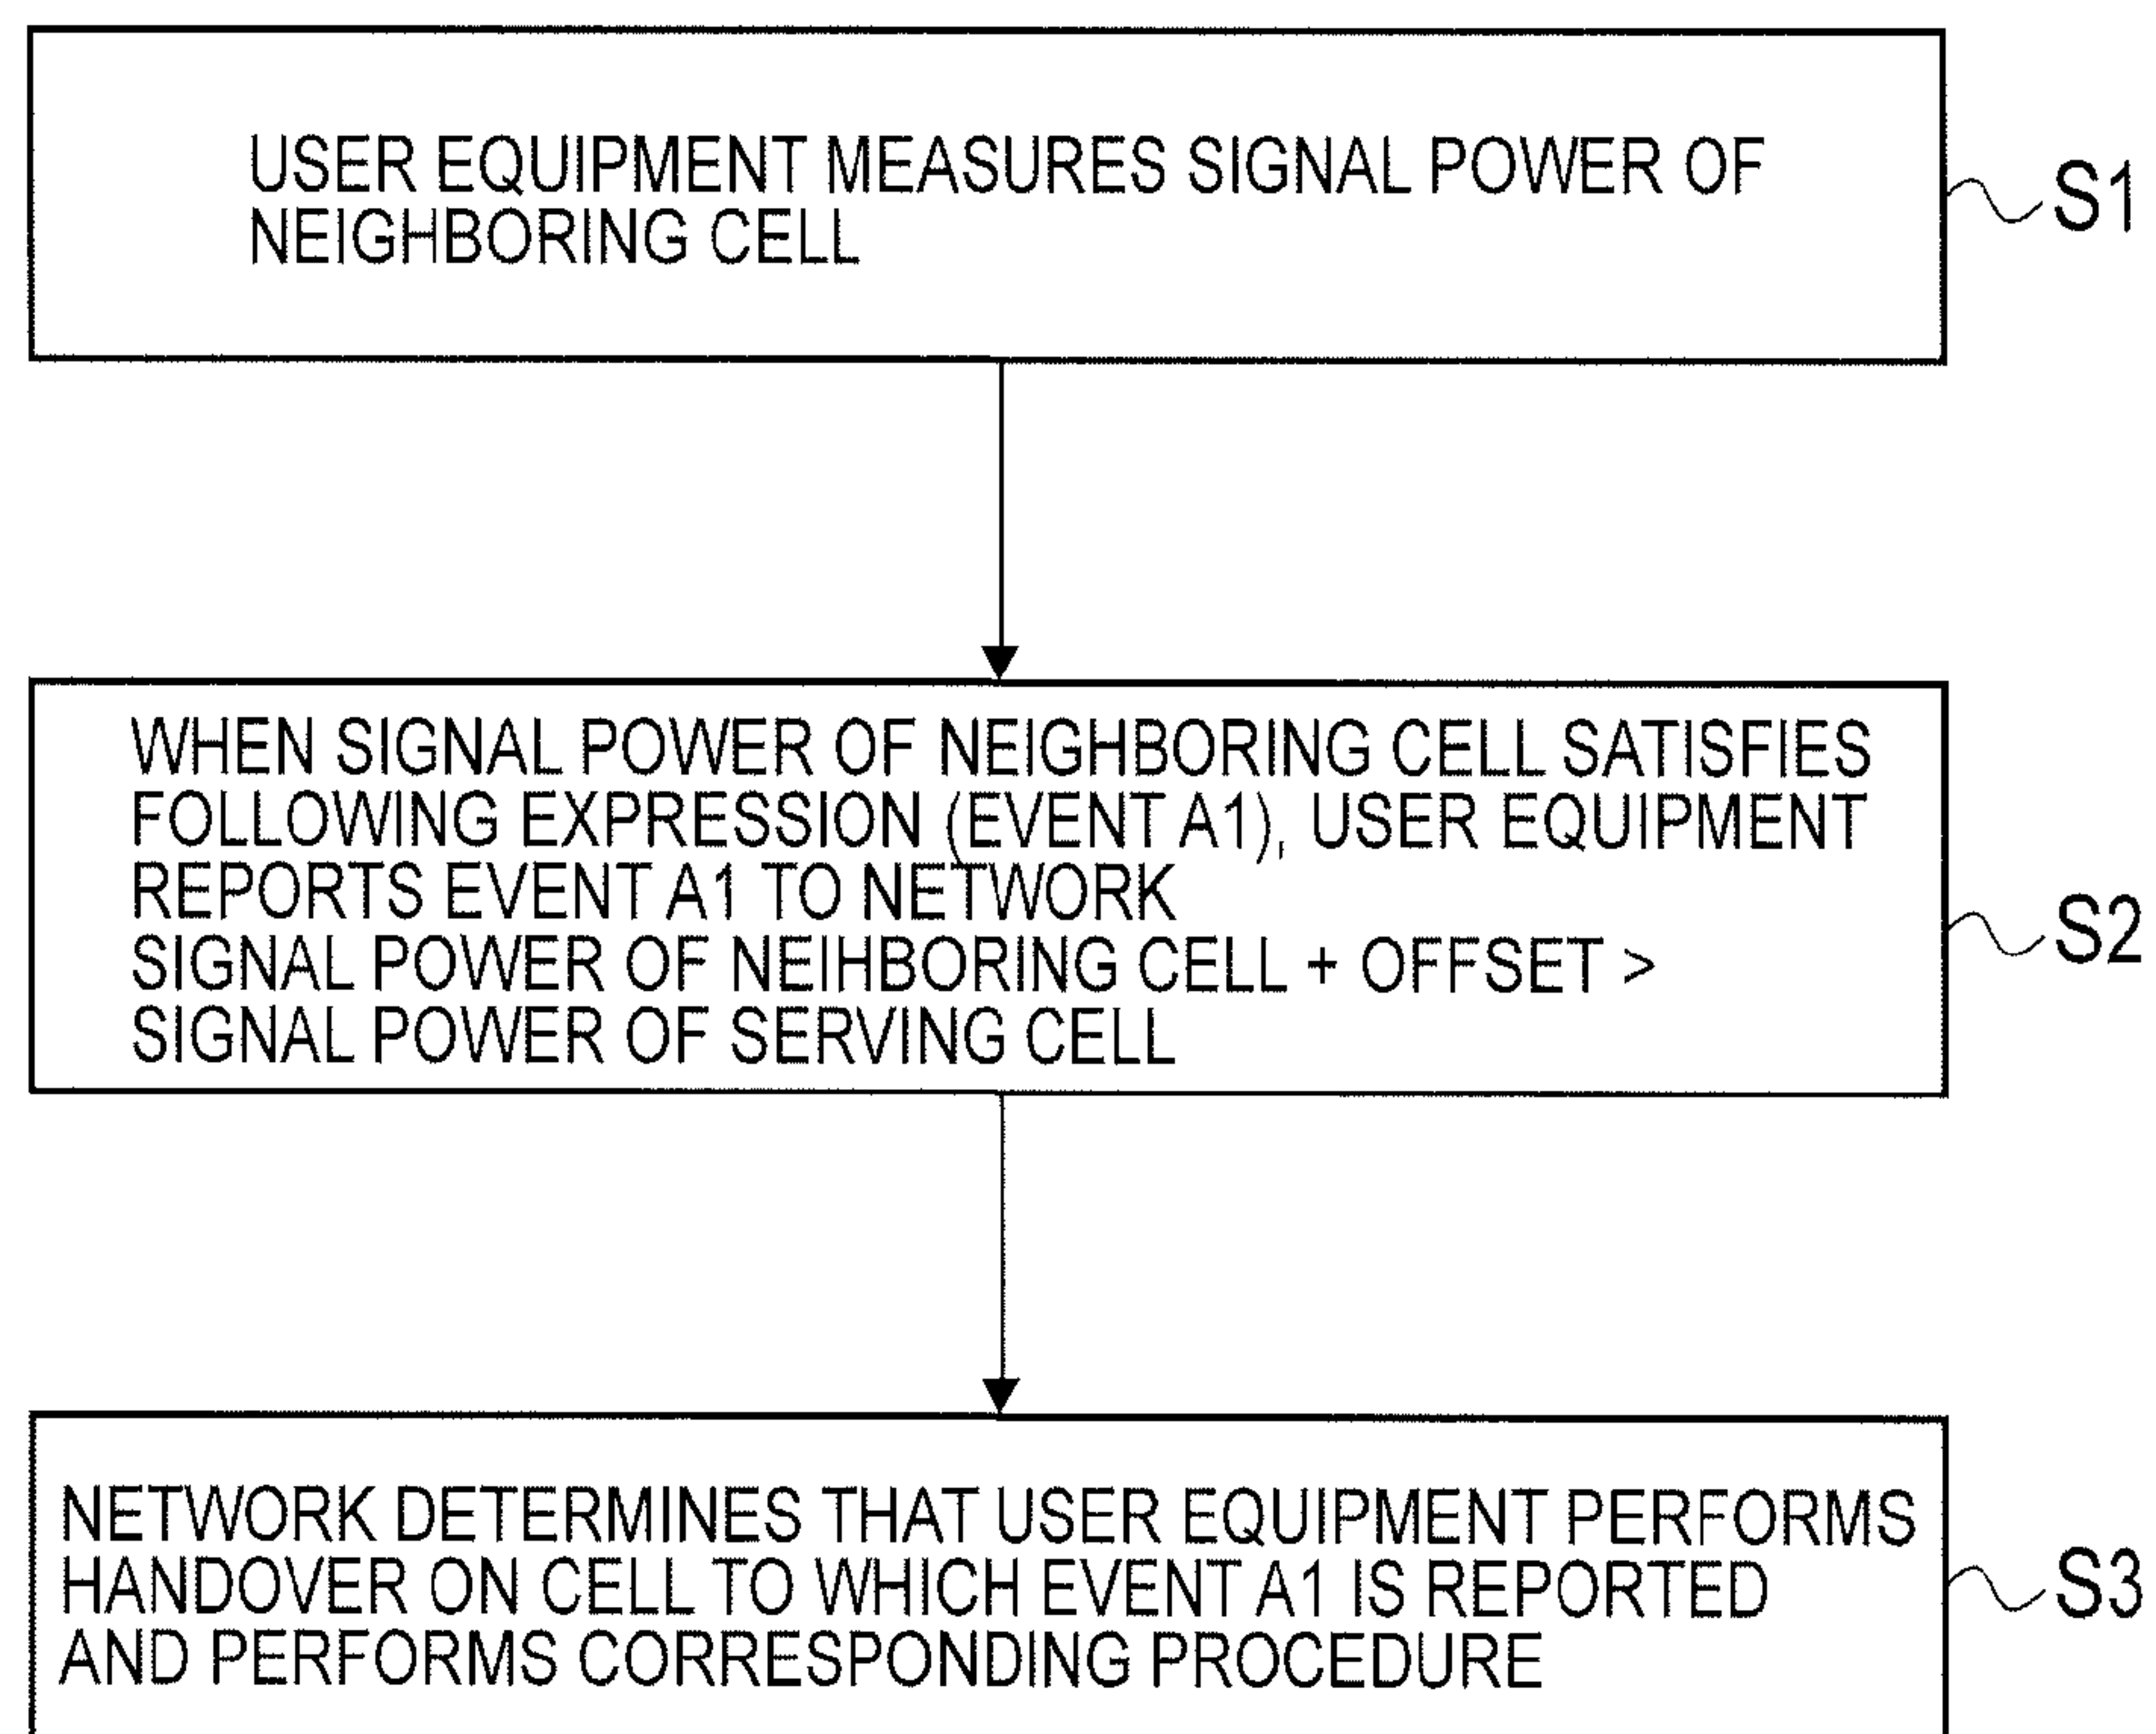 USER EQUIPMENT MEASURES SIGNAL POWER OF
NEIGHBORING CELL
S1
WHEN SIGNAL POWER OF NEIGHBORING CELL SATISFIES
FOLLOWING EXPRESSION (EVENT A1), USER EQUIPMENT
REPORTS EVENT A1 TO NETWORK
SIGNAL POWER OF NEIHBORING CELL + OFFSET >
SIGNAL POWER OF SERVING CELL
S2
NETWORK DETERMINES THAT USER EQUIPMENT PERFORMS
HANDOVER ON CELL TO WHICH EVENT A1 IS REPORTED
AND PERFORMS CORRESPONDING PROCEDURE
S3